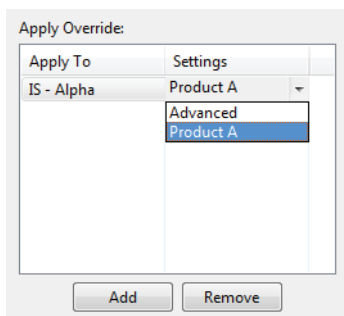 Apply Override:
Apply To Settings
IS - Alpha Product A
Advanced
Product A
Add Remove